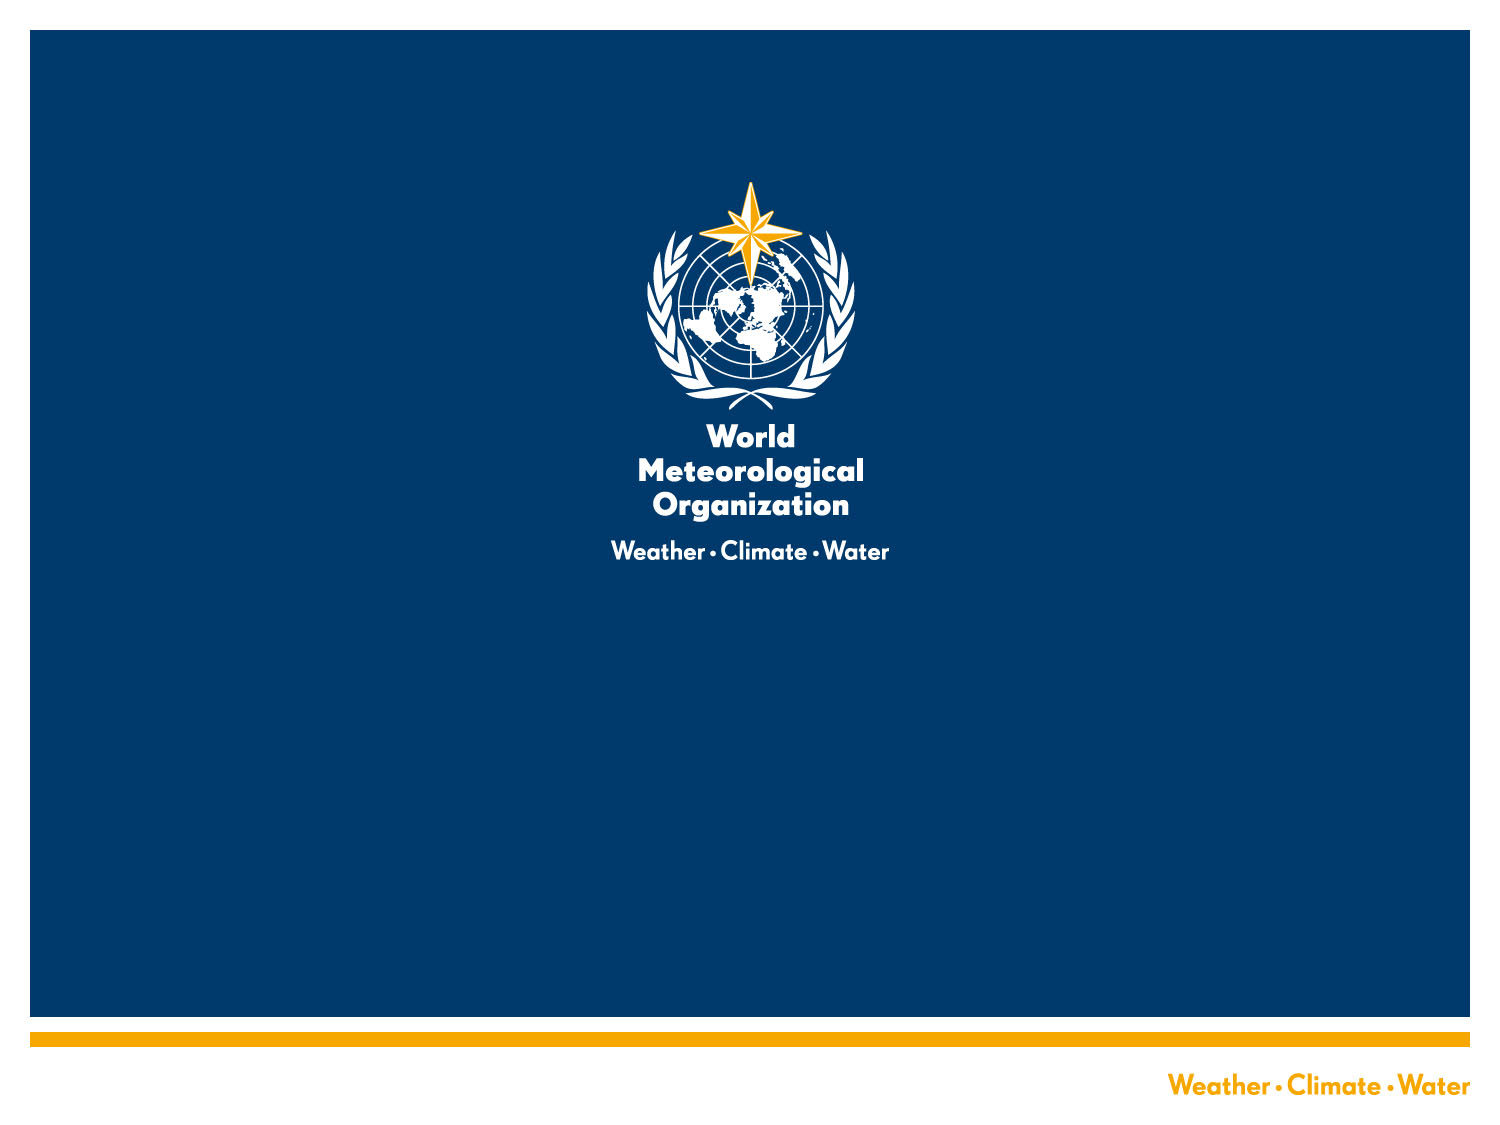 World
Meteorological
Organization
Weather • Climate • Water
Weather • Climate • Water